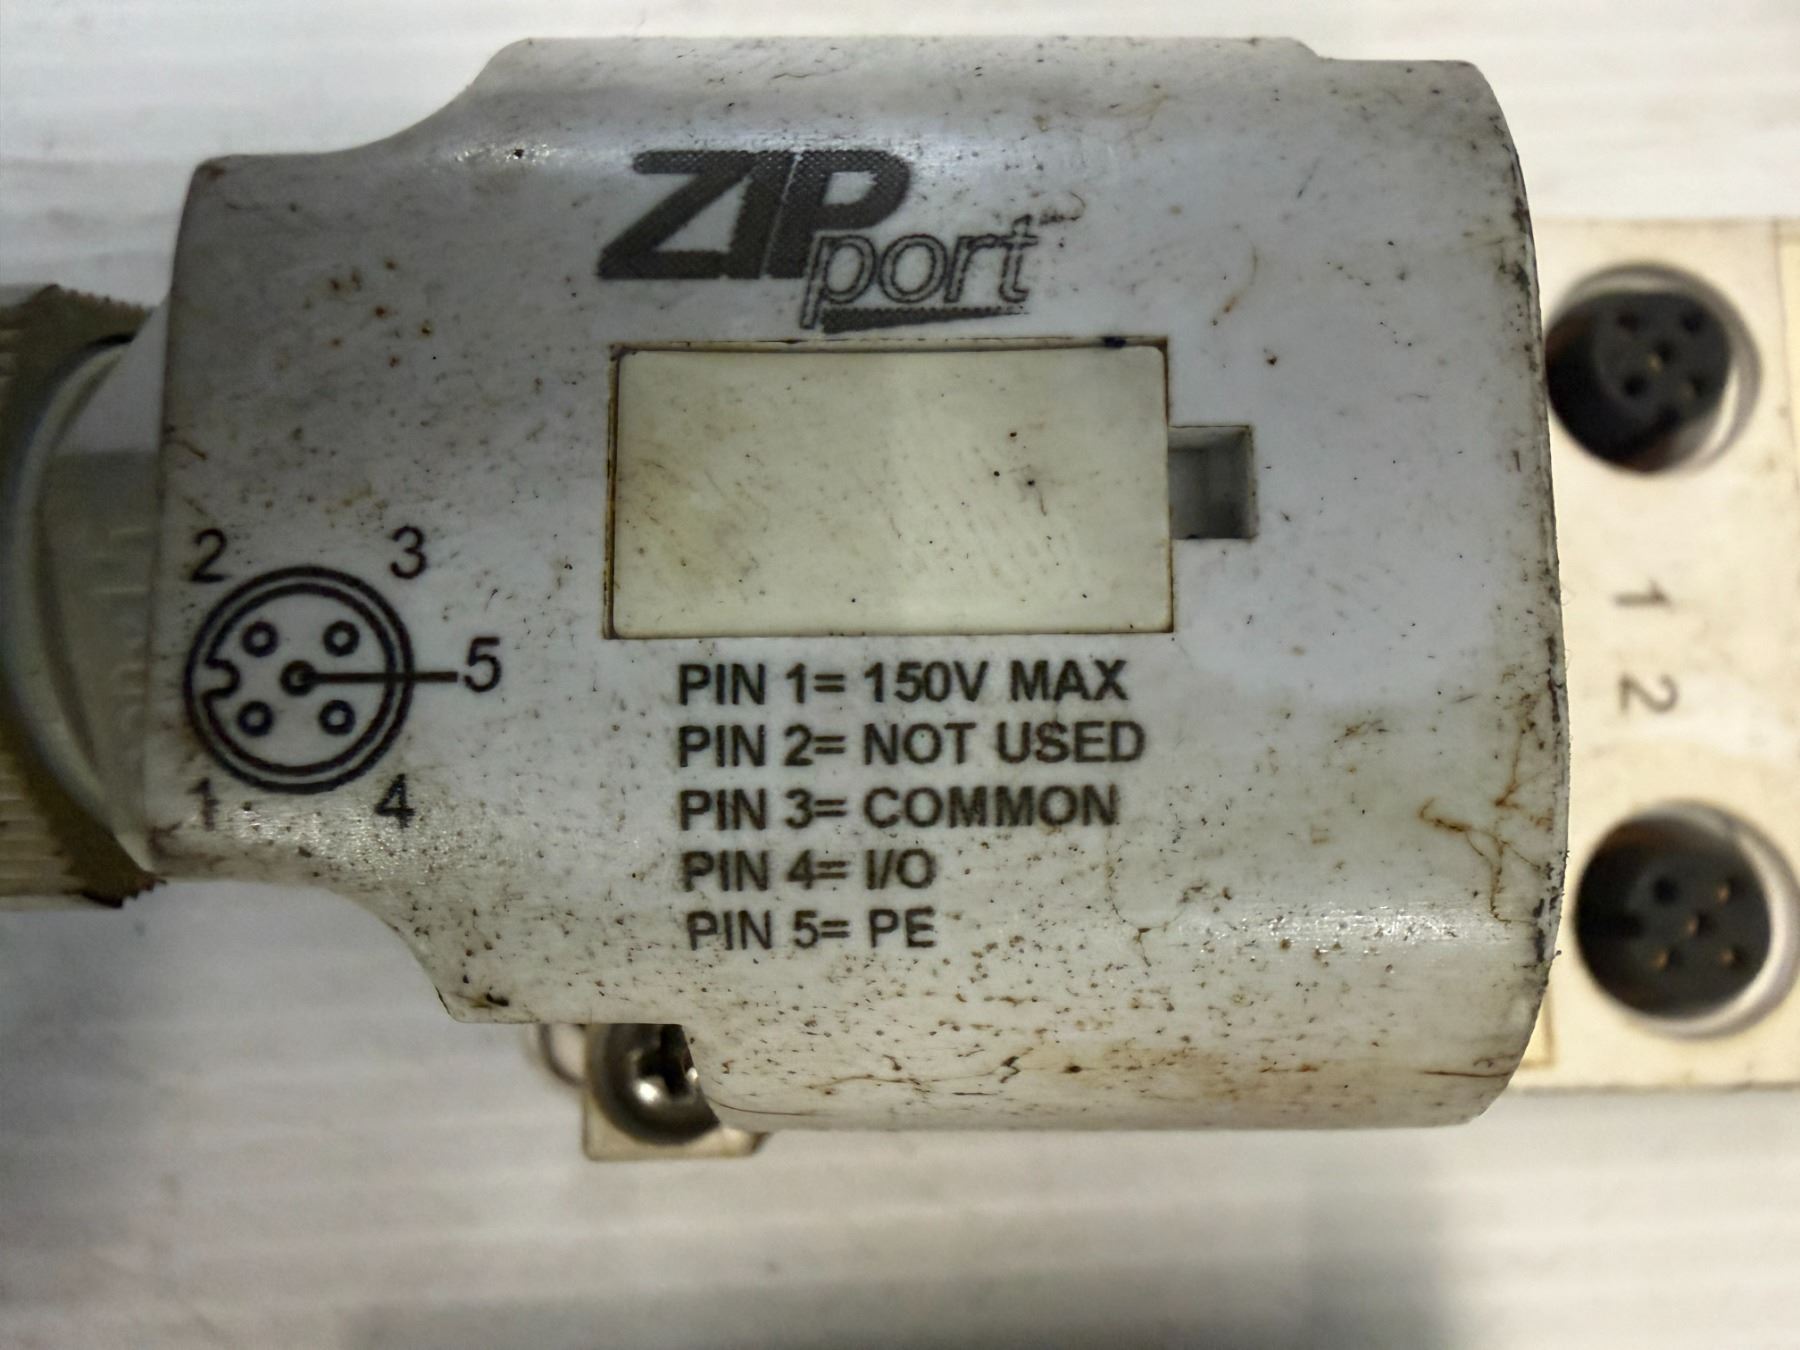 ZIPport
2 3
5
1 4
PIN 1= 150V MAX
PIN 2= NOT USED
PIN 3= COMMON
PIN 4= I/O
PIN 5= PE
1 2